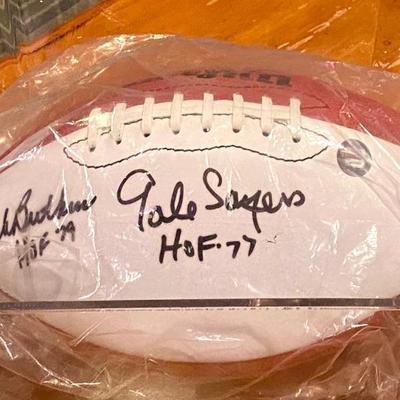 Butkus
HOF '79
Gale Sayers
HOF·77